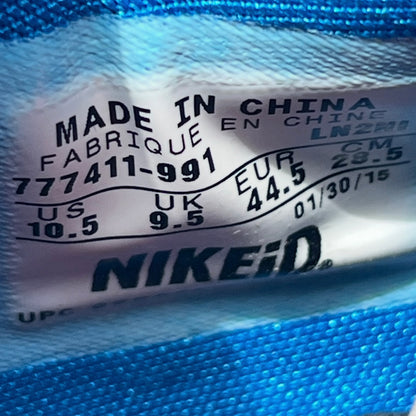 MADE IN CHINA
FABRIQUE EN CHINE
777411-991
US UK EUR CM
10.5 9.5 44.5 28.5
01/30/15
NIKEiD.
UPC